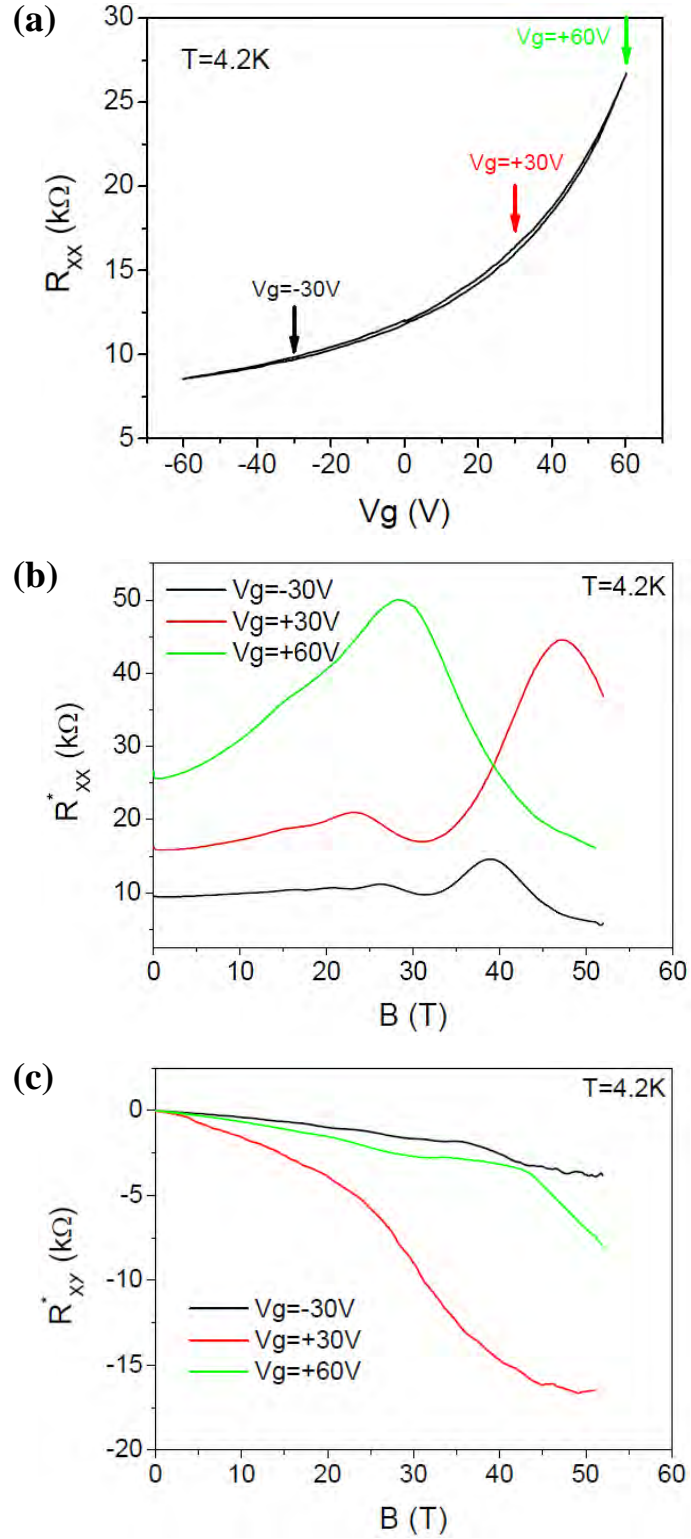 (a)
T=4.2K
Vg=+60V
Vg=+30V
Vg=-30V
30
25
20
15
10
5
R_XX (kΩ)
-60 -40 -20 0 20 40 60
Vg (V)
(b)
Vg=-30V
Vg=+30V
Vg=+60V
T=4.2K
50
40
30
20
10
R*_XX (kΩ)
0 10 20 30 40 50 60
B (T)
(c)
T=4.2K
0
-5
-10
-15
-20
R*_XY (kΩ)
Vg=-30V
Vg=+30V
Vg=+60V
0 10 20 30 40 50 60
B (T)